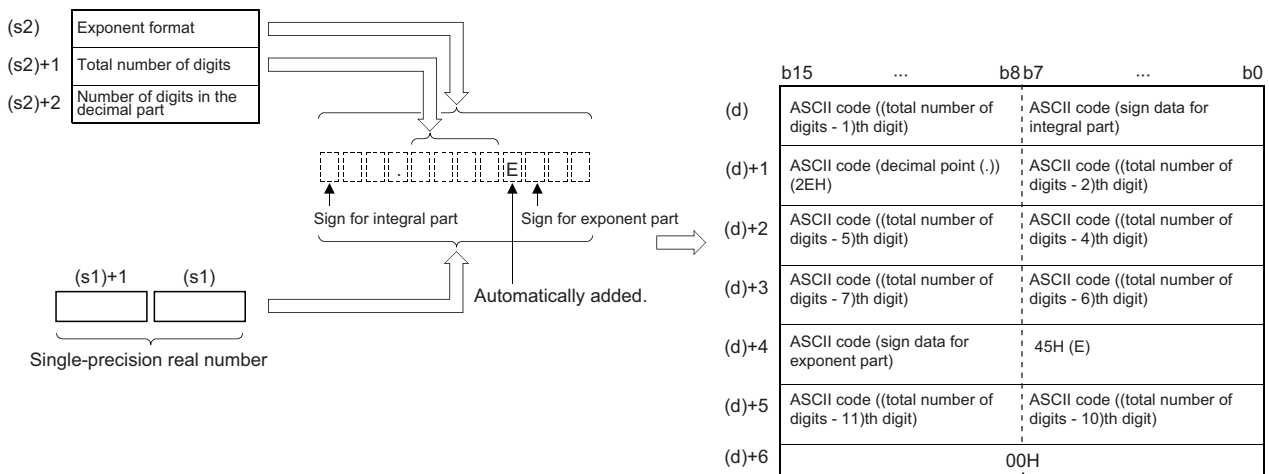 (s2) Exponent format
(s2)+1 Total number of digits
(s2)+2 Number of digits in the
decimal part
. E
Sign for integral part Sign for exponent part
Automatically added.
(s1)+1 (s1)
Single-precision real number
b15 ... b8 b7 ... b0
(d) ASCII code ((total number of
digits - 1)th digit)
ASCII code (sign data for
integral part)
(d)+1 ASCII code (decimal point (.))
(2EH)
ASCII code ((total number of
digits - 2)th digit)
(d)+2 ASCII code ((total number of
digits - 5)th digit)
ASCII code ((total number of
digits - 4)th digit)
(d)+3 ASCII code ((total number of
digits - 7)th digit)
ASCII code ((total number of
digits - 6)th digit)
(d)+4 ASCII code (sign data for
exponent part)
45H (E)
(d)+5 ASCII code ((total number of
digits - 11)th digit)
ASCII code ((total number of
digits - 10)th digit)
(d)+6 00H